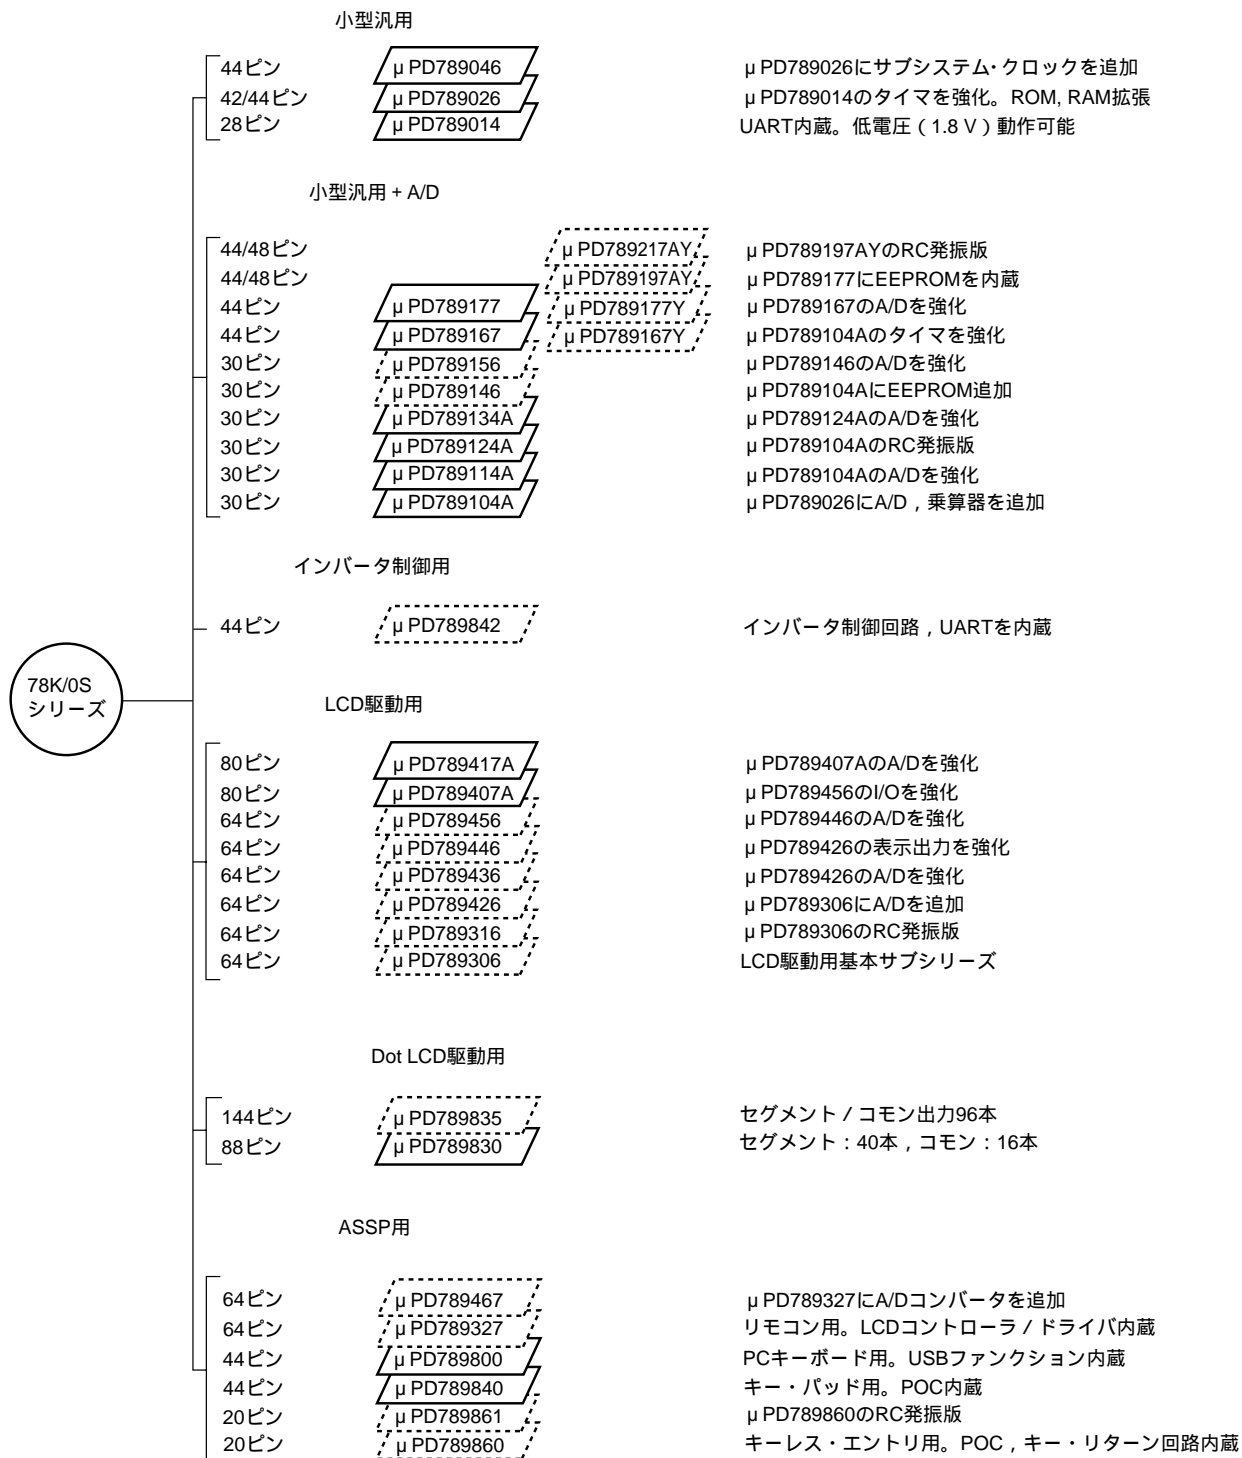 小型汎用
44ピン μPD789046 μPD789026にサブシステム・クロックを追加
42/44ピン μPD789026 μPD789014のタイマを強化。ROM, RAM拡張
28ピン μPD789014 UART内蔵。低電圧(1.8 V)動作可能
小型汎用 + A/D
44/48ピン μPD789217AY μPD789197AYのRC発振版
44/48ピン μPD789197AY μPD789177にEEPROMを内蔵
44ピン μPD789177 μPD789177Y μPD789167のA/Dを強化
44ピン μPD789167 μPD789167Y μPD789104Aのタイマを強化
30ピン μPD789156 μPD789146のA/Dを強化
30ピン μPD789146 μPD789104AにEEPROM追加
30ピン μPD789134A μPD789124AのA/Dを強化
30ピン μPD789124A μPD789104AのRC発振版
30ピン μPD789114A μPD789104AのA/Dを強化
30ピン μPD789104A μPD789026にA/D,乗算器を追加
インバータ制御用
44ピン μPD789842 インバータ制御回路,UARTを内蔵
78K/0S
シリーズ
LCD駆動用
80ピン μPD789417A μPD789407AのA/Dを強化
80ピン μPD789407A μPD789456のI/Oを強化
64ピン μPD789456 μPD789446のA/Dを強化
64ピン μPD789446 μPD789426の表示出力を強化
64ピン μPD789436 μPD789426のA/Dを強化
64ピン μPD789426 μPD789306にA/Dを追加
64ピン μPD789316 μPD789306のRC発振版
64ピン μPD789306 LCD駆動用基本サブシリーズ
Dot LCD駆動用
144ピン μPD789835 セグメント/コモン出力96本
88ピン μPD789830 セグメント:40本,コモン:16本
ASSP用
64ピン μPD789467 μPD789327にA/Dコンバータを追加
64ピン μPD789327 リモコン用。LCDコントローラ/ドライバ内蔵
44ピン μPD789800 PCキーボード用。USBファンクション内蔵
44ピン μPD789840 キー・パッド用。POC内蔵
20ピン μPD789861 μPD789860のRC発振版
20ピン μPD789860 キーレス・エントリ用。POC,キー・リターン回路内蔵